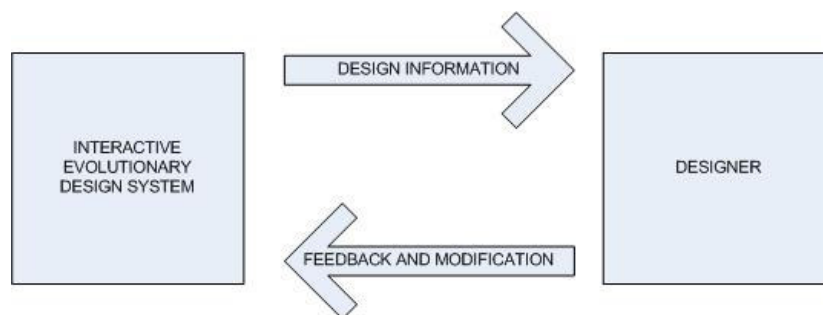 DESIGN INFORMATION
INTERACTIVE
EVOLUTIONARY
DESIGN SYSTEM
DESIGNER
FEEDBACK AND MODIFICATION